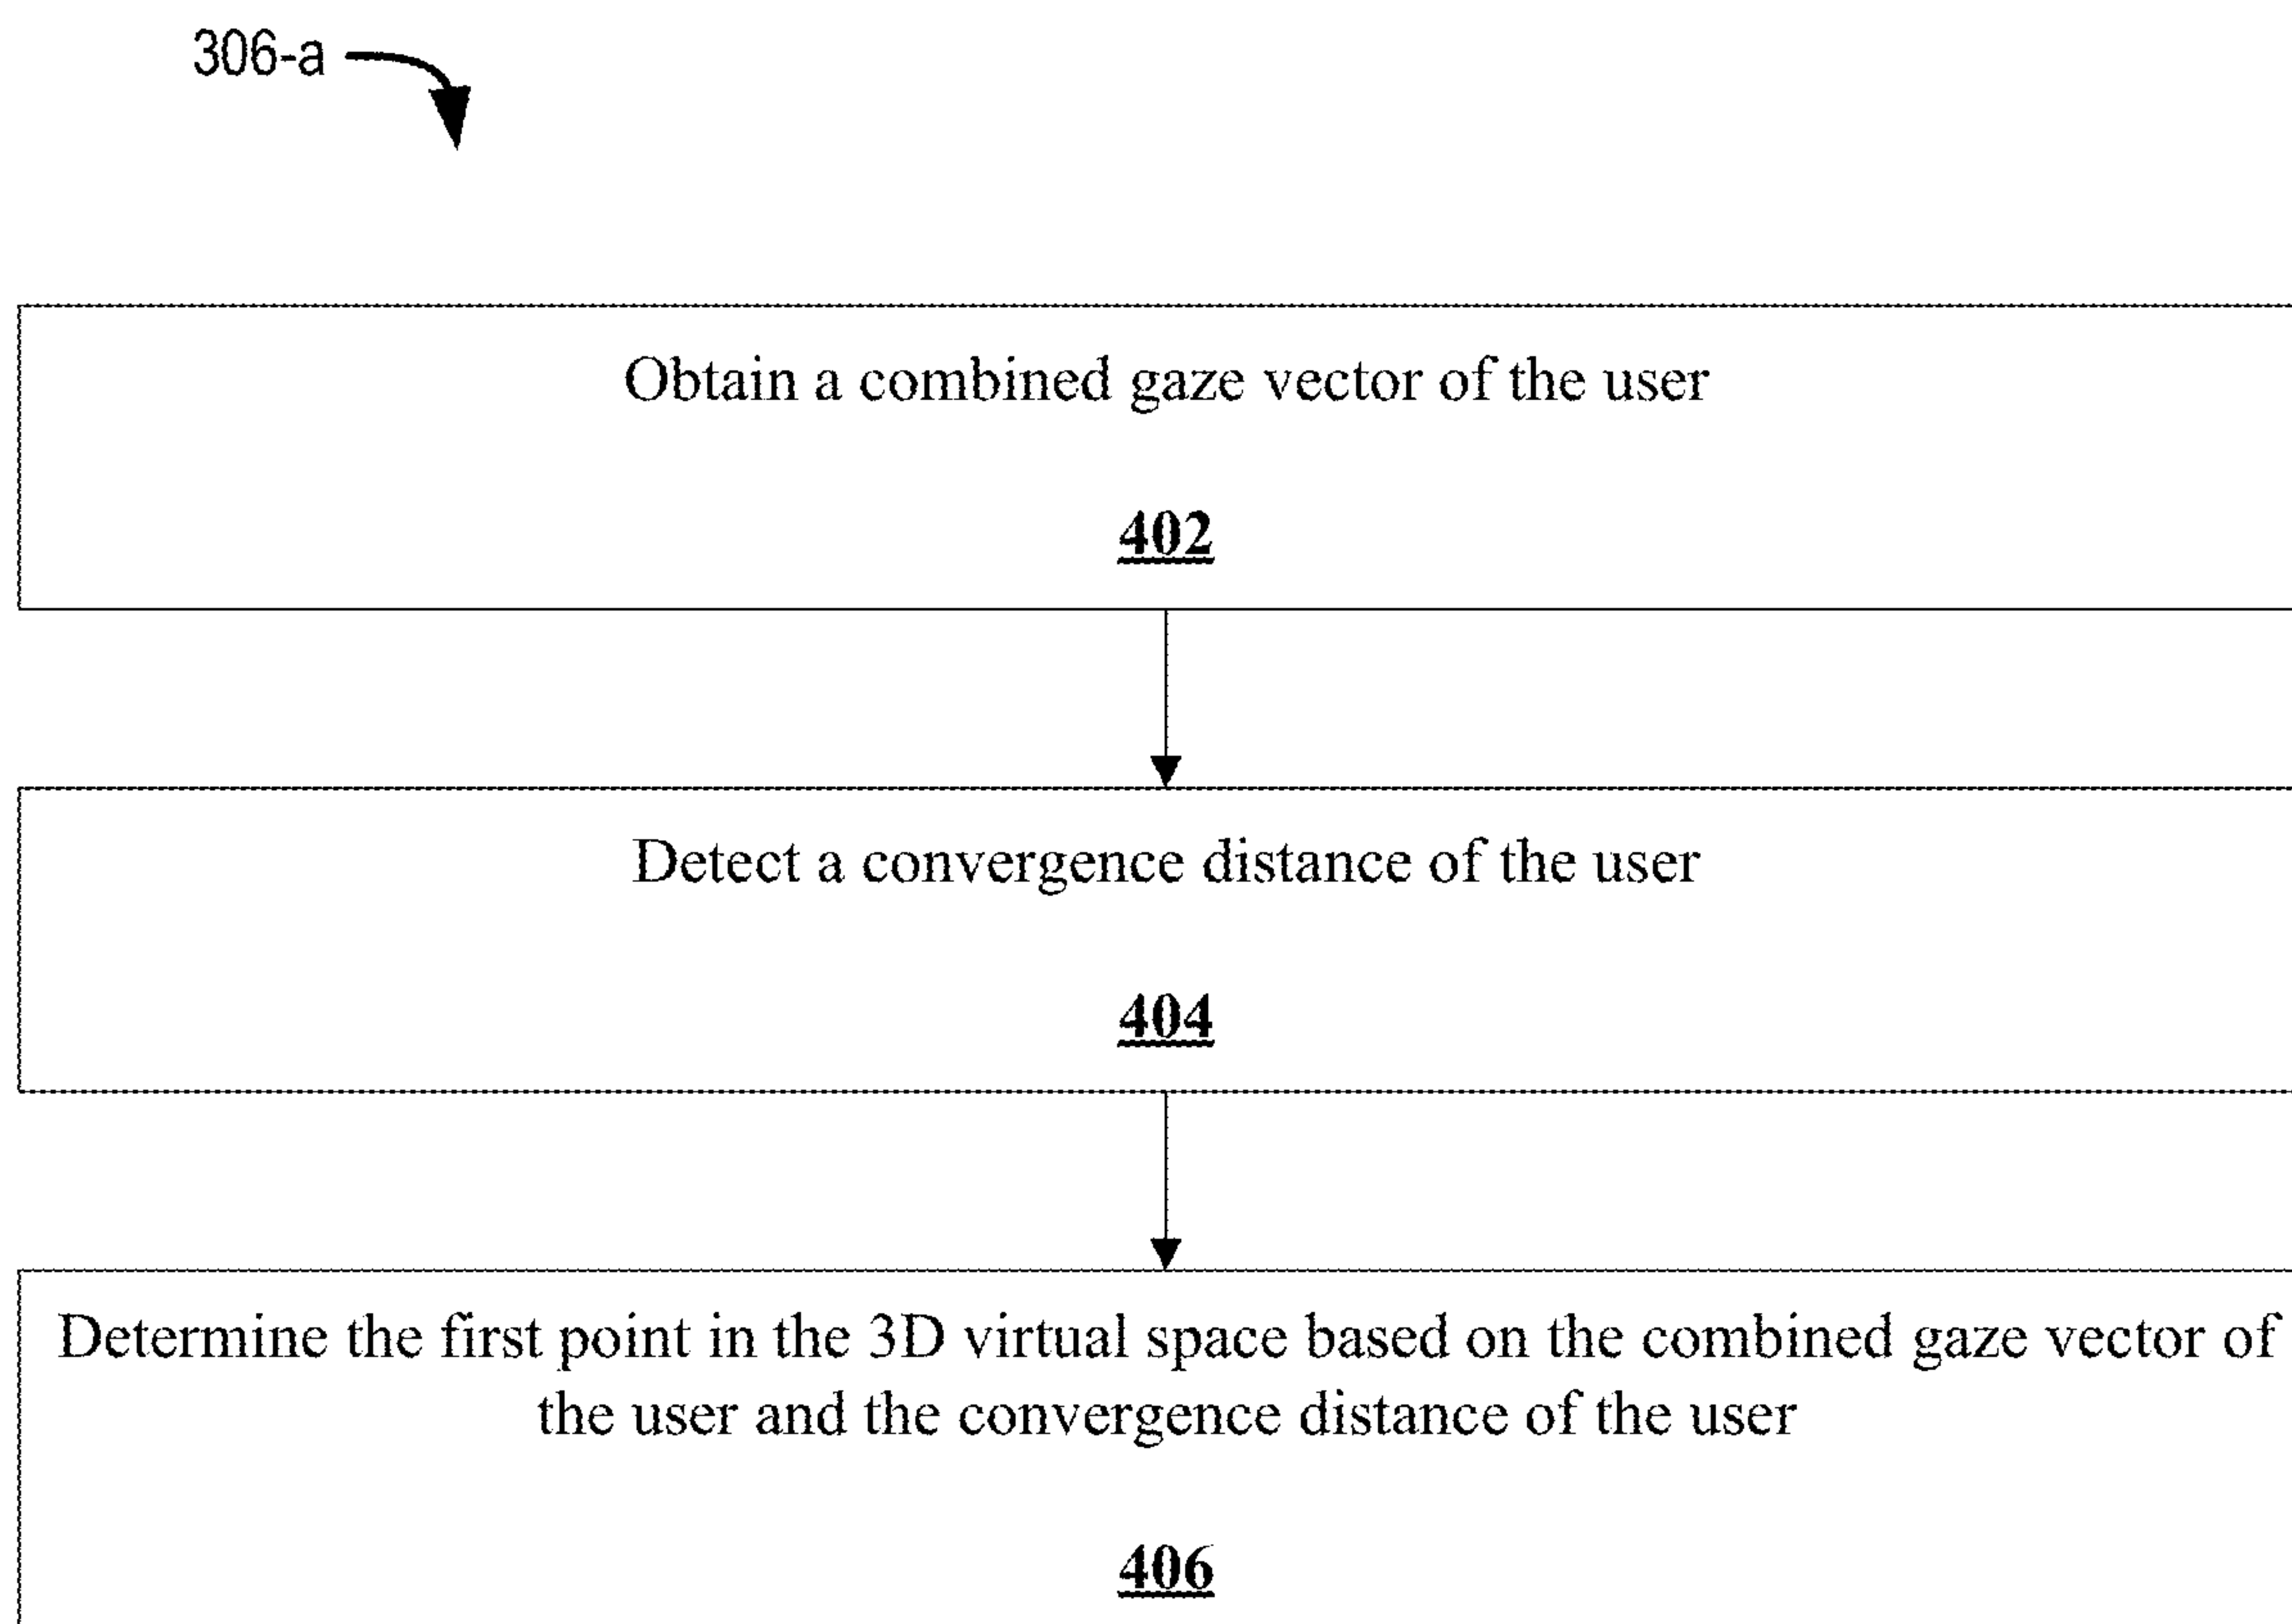 306-a
Obtain a combined gaze vector of the user
402
Detect a convergence distance of the user
404
Determine the first point in the 3D virtual space based on the combined gaze vector of
the user and the convergence distance of the user
406